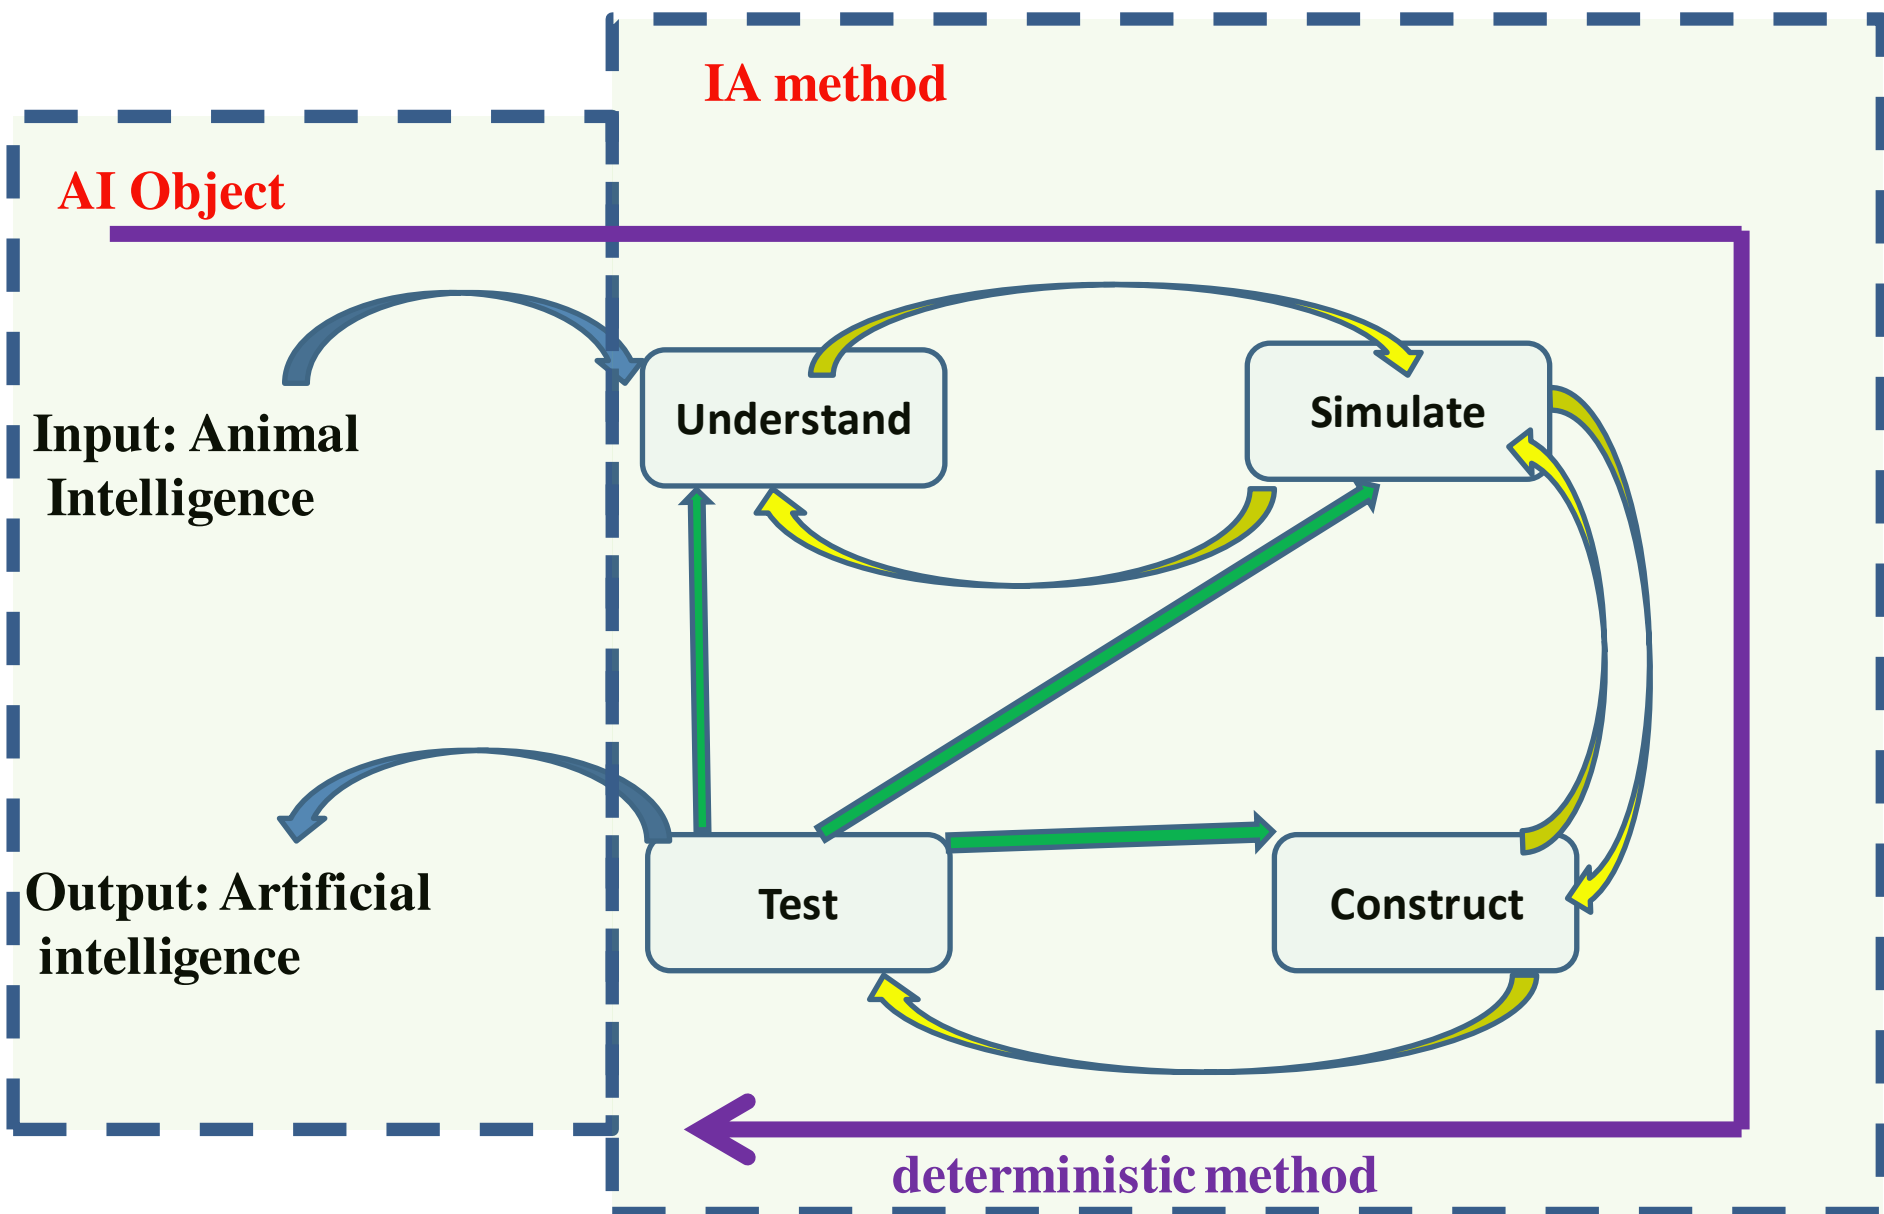 IA method
AI Object
Input: Animal
Intelligence
Understand
Simulate
Output: Artificial
intelligence
Test
Construct
deterministic method